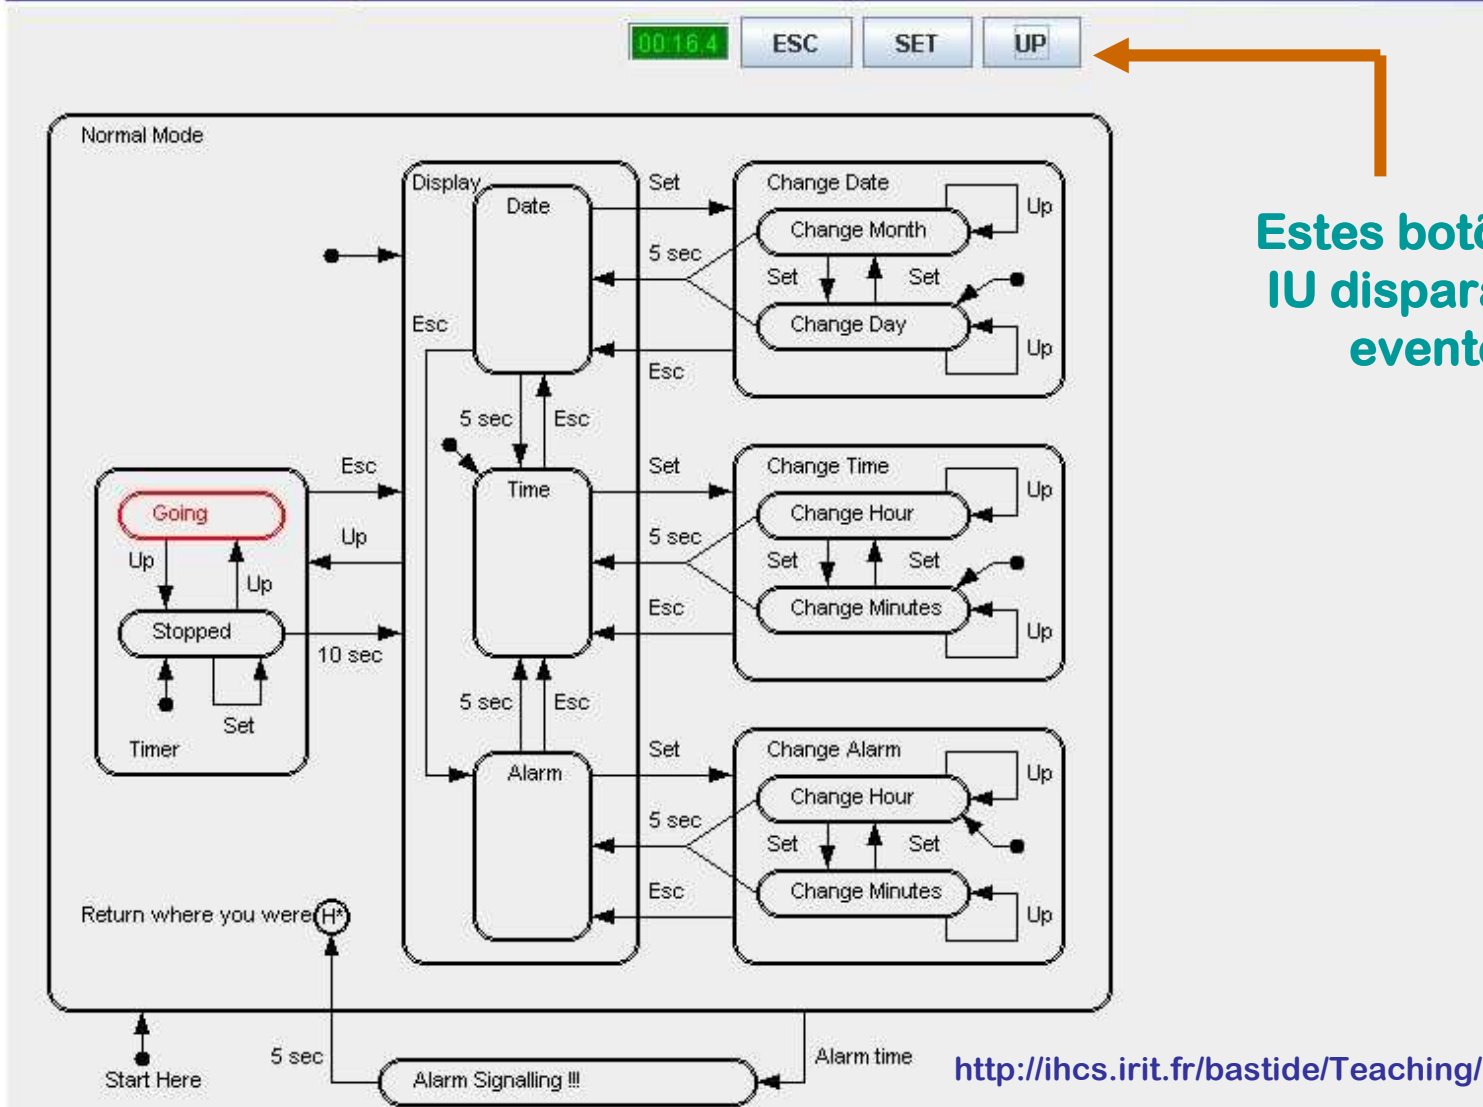 00:16,4 ESC SET UP
Normal Mode
Display
Date
Set
Change Date
Change Month
Up
5 sec
Set
Set
Change Day
Up
Esc
Esc
5 sec
Esc
Estes
IU
Time
Set
Change Time
Change Hour
Up
5 sec
Set
Set
Change Minutes
Up
Esc
Esc
Up
Going
Up
Up
Stopped
10 sec
Set
Timer
5 sec
Esc
Alarm
Set
Change Alarm
Change Hour
Up
5 sec
Set
Set
Change Minutes
Up
Esc
Return where you were H*
Start Here
5 sec
Alarm Signalling !!!
Alarm time
http://ihcs.irit.fr/bastide/Teaching/